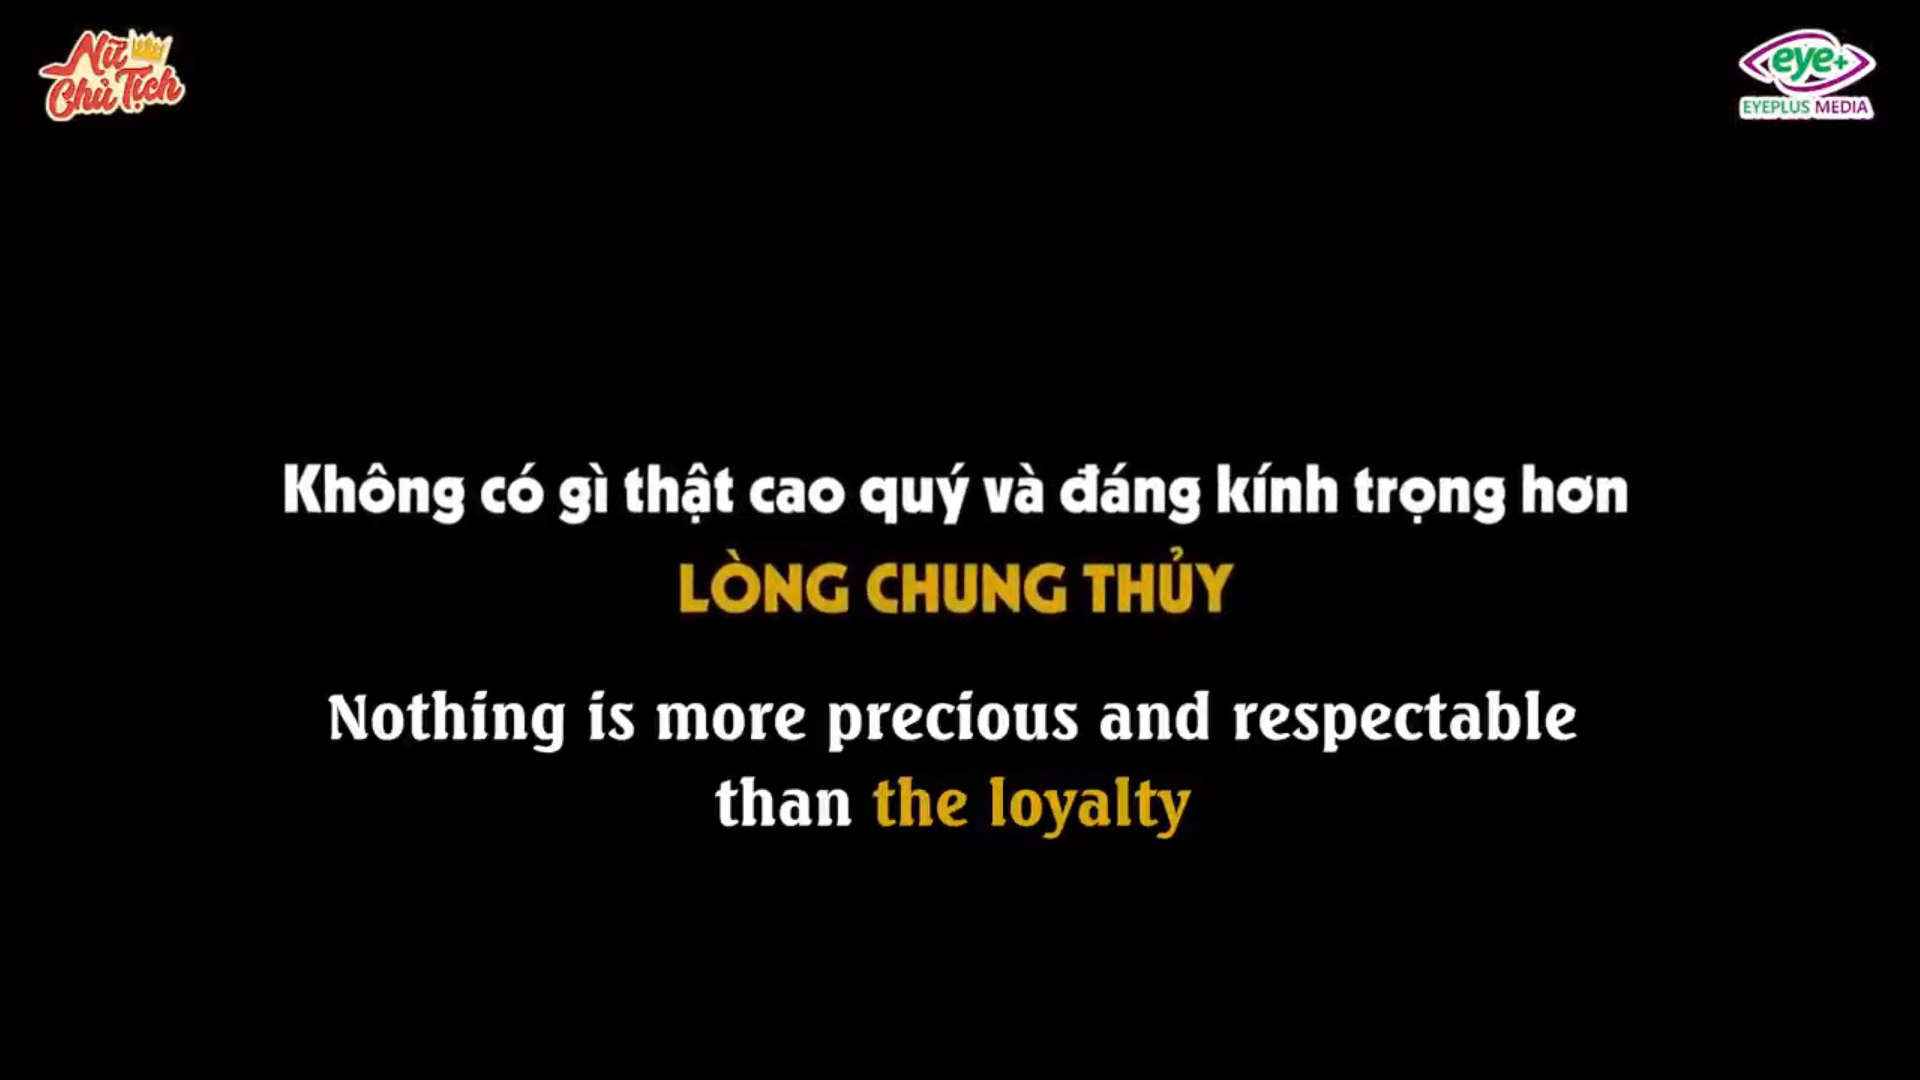 Nữ
Chủ Tịch
eye+
EYEPLUS MEDIA
Không có gì thật cao quý và đáng kính trọng hơn
LÒNG CHUNG THỦY
Nothing is more precious and respectable
than the loyalty